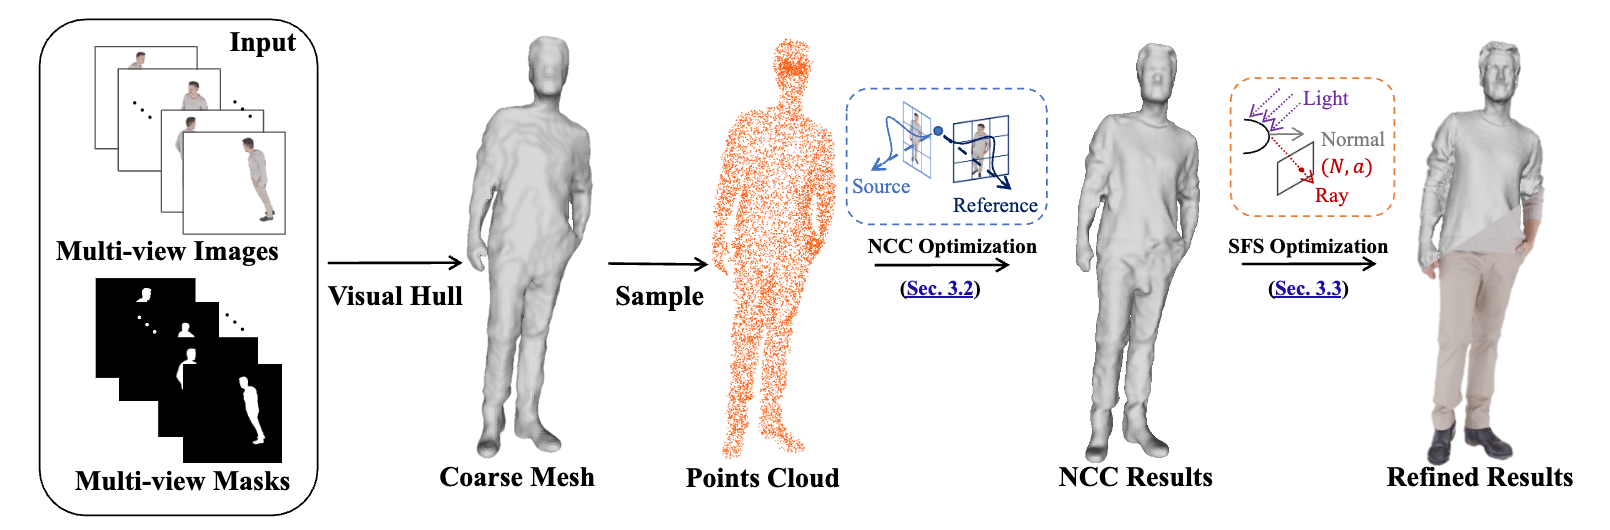 Input
Multi-view Images
Multi-view Masks
Visual Hull
Coarse Mesh
Sample
Points Cloud
Source
Reference
NCC Optimization
(Sec. 3.2)
NCC Results
Light
Normal
(N, a)
Ray
SFS Optimization
(Sec. 3.3)
Refined Results